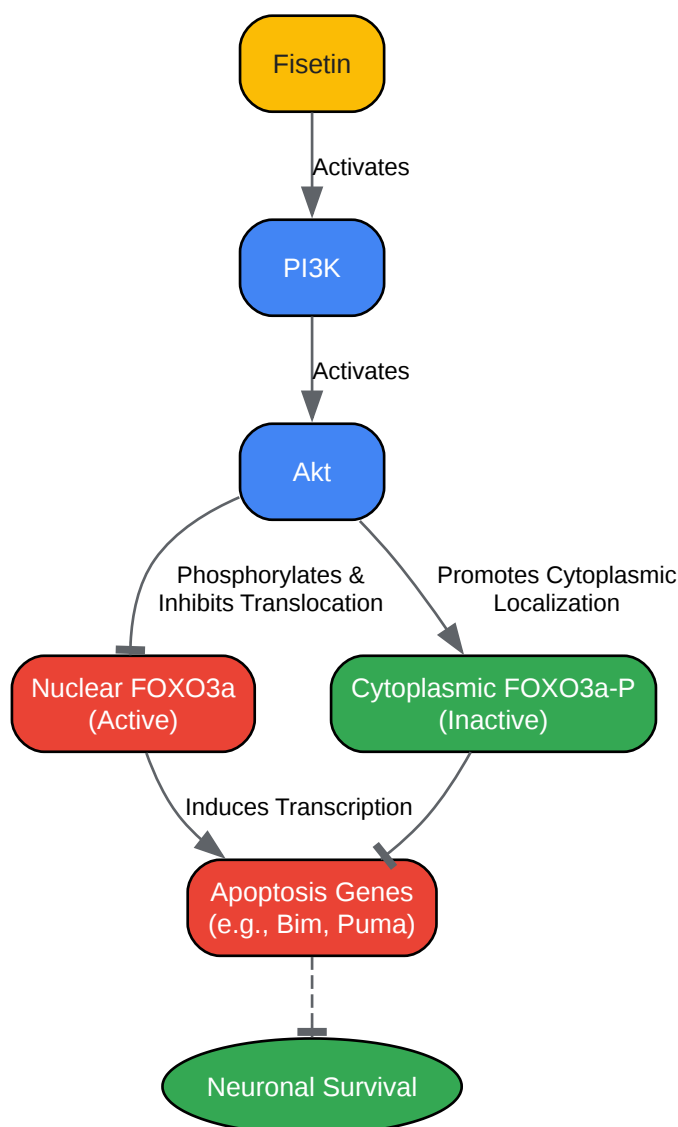 Fisetin
Activates
PI3K
Activates
Akt
Phosphorylates &
Inhibits Translocation
Promotes Cytoplasmic
Localization
Nuclear FOXO3a
(Active)
Cytoplasmic FOXO3a-P
(Inactive)
Induces Transcription
Apoptosis Genes
(e.g., Bim, Puma)
Neuronal Survival